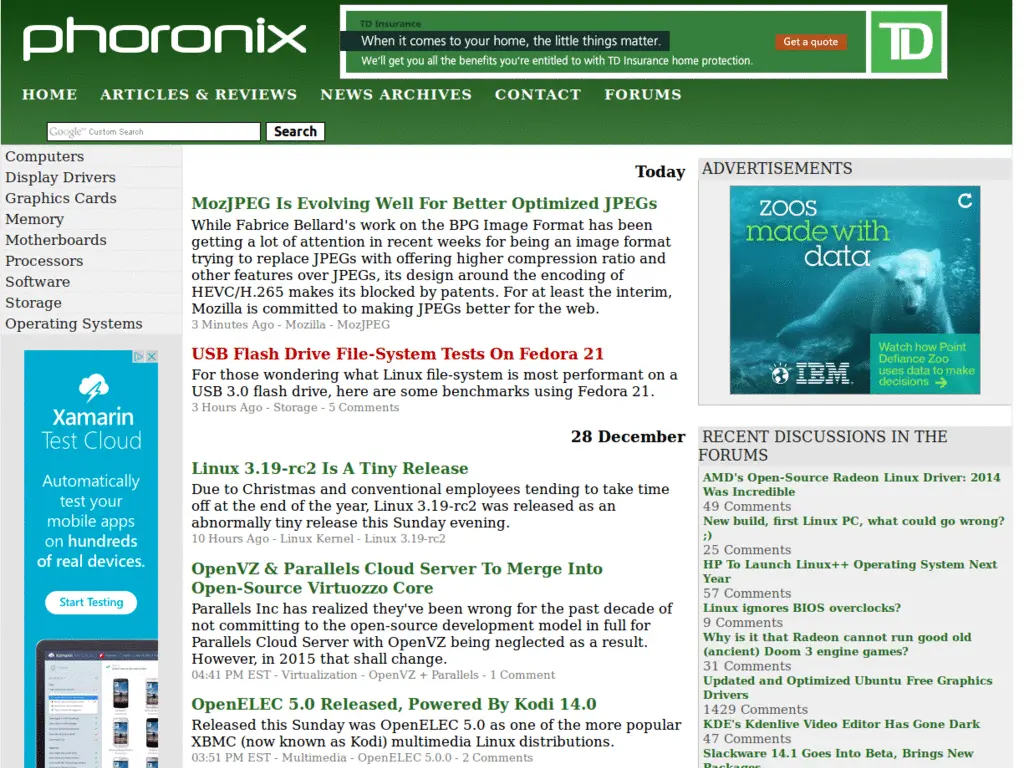 phoronix
TD Insurance
When it comes to your home, the little things matter.
We'll get you all the benefits you're entitled to with TD Insurance home protection.
Get a quote
TD
HOME
ARTICLES & REVIEWS
NEWS ARCHIVES
CONTACT
FORUMS
Google™ Custom Search
Search
Computers
Display Drivers
Graphics Cards
Memory
Motherboards
Processors
Software
Storage
Operating Systems
Xamarin
Test Cloud
Automatically
test your
mobile apps
on hundreds
of real devices.
Start Testing
Today
MozJPEG Is Evolving Well For Better Optimized JPEGs
While Fabrice Bellard's work on the BPG Image Format has been
getting a lot of attention in recent weeks for being an image format
trying to replace JPEGs with offering higher compression ratio and
other features over JPEGs, its design around the encoding of
HEVC/H.265 makes its blocked by patents. For at least the interim,
Mozilla is committed to making JPEGs better for the web.
3 Minutes Ago - Mozilla - MozJPEG
USB Flash Drive File-System Tests On Fedora 21
For those wondering what Linux file-system is most performant on a
USB 3.0 flash drive, here are some benchmarks using Fedora 21.
3 Hours Ago - Storage - 5 Comments
28 December
Linux 3.19-rc2 Is A Tiny Release
Due to Christmas and conventional employees tending to take time
off at the end of the year, Linux 3.19-rc2 was released as an
abnormally tiny release this Sunday evening.
10 Hours Ago - Linux Kernel - Linux 3.19-rc2
OpenVZ & Parallels Cloud Server To Merge Into
Open-Source Virtuozzo Core
Parallels Inc has realized they've been wrong for the past decade of
not committing to the open-source development model in full for
Parallels Cloud Server with OpenVZ being neglected as a result.
However, in 2015 that shall change.
04:41 PM EST - Virtualization - OpenVZ + Parallels - 1 Comment
OpenELEC 5.0 Released, Powered By Kodi 14.0
Released this Sunday was OpenELEC 5.0 as one of the more popular
XBMC (now known as Kodi) multimedia Linux distributions.
03:51 PM EST - Multimedia - OpenELEC 5.0.0 - 2 Comments
ADVERTISEMENTS
ZOOS
made with
data
Watch how Point
Defiance Zoo
uses data to make
decisions
IBM.
RECENT DISCUSSIONS IN THE
FORUMS
AMD's Open-Source Radeon Linux Driver: 2014
Was Incredible
49 Comments
New build, first Linux PC, what could go wrong?
;)
25 Comments
HP To Launch Linux++ Operating System Next
Year
57 Comments
Linux ignores BIOS overclocks?
9 Comments
Why is it that Radeon cannot run good old
(ancient) Doom 3 engine games?
31 Comments
Updated and Optimized Ubuntu Free Graphics
Drivers
1429 Comments
KDE's Kdenlive Video Editor Has Gone Dark
47 Comments
Slackware 14.1 Goes Into Beta, Brings New
Packages